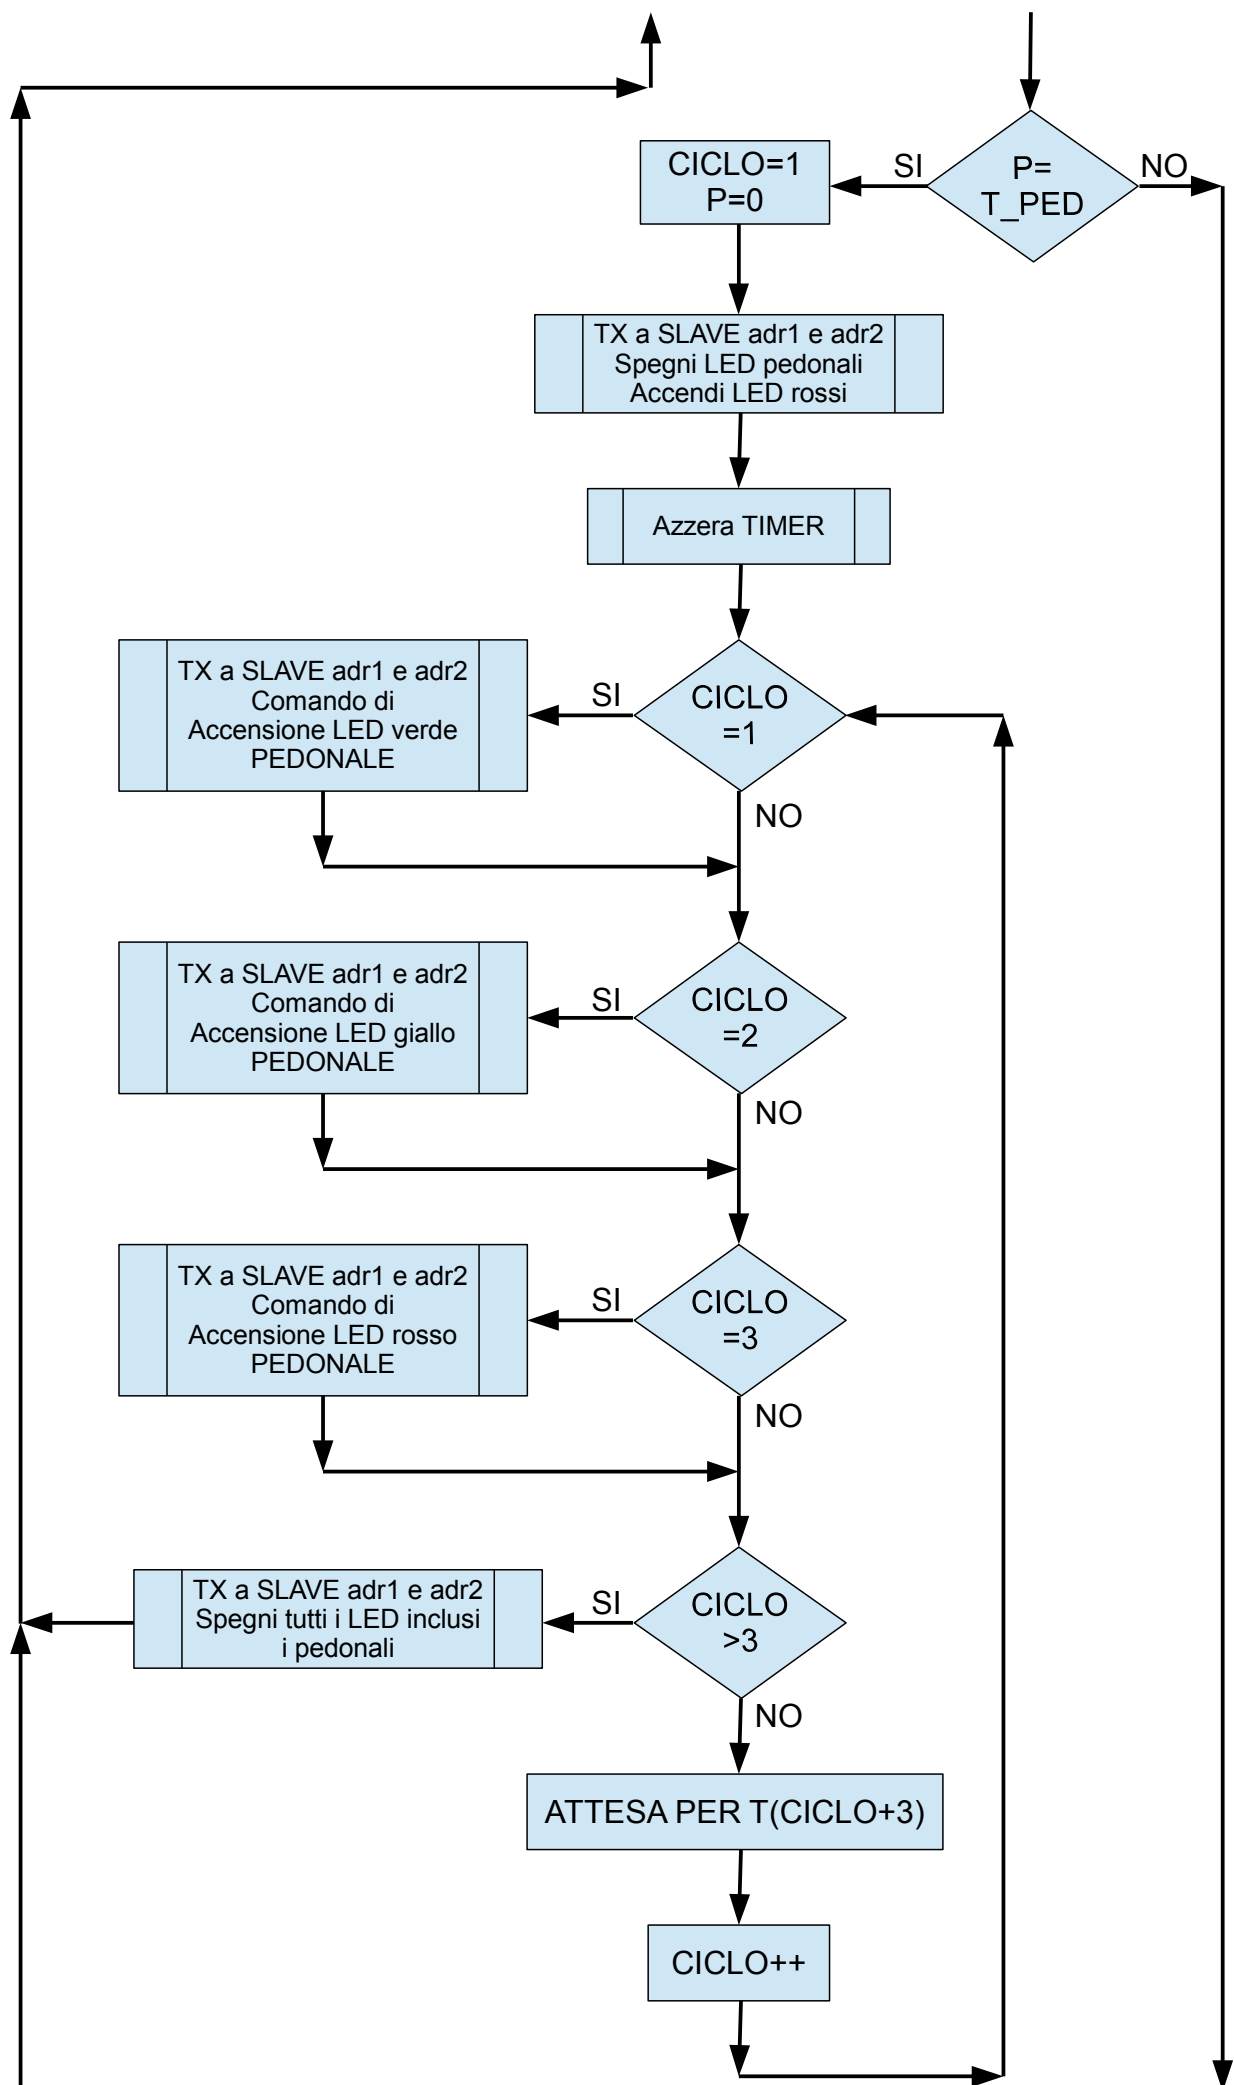 P=
T_PED
SI
NO
CICLO=1
P=0
TX a SLAVE adr1 e adr2
Spegni LED pedonali
Accendi LED rossi
Azzera TIMER
CICLO
=1
SI
NO
TX a SLAVE adr1 e adr2
Comando di
Accensione LED verde
PEDONALE
CICLO
=2
SI
NO
TX a SLAVE adr1 e adr2
Comando di
Accensione LED giallo
PEDONALE
CICLO
=3
SI
NO
TX a SLAVE adr1 e adr2
Comando di
Accensione LED rosso
PEDONALE
CICLO
>3
SI
NO
TX a SLAVE adr1 e adr2
Spegni tutti i LED inclusi
i pedonali
ATTESA PER T(CICLO+3)
CICLO++